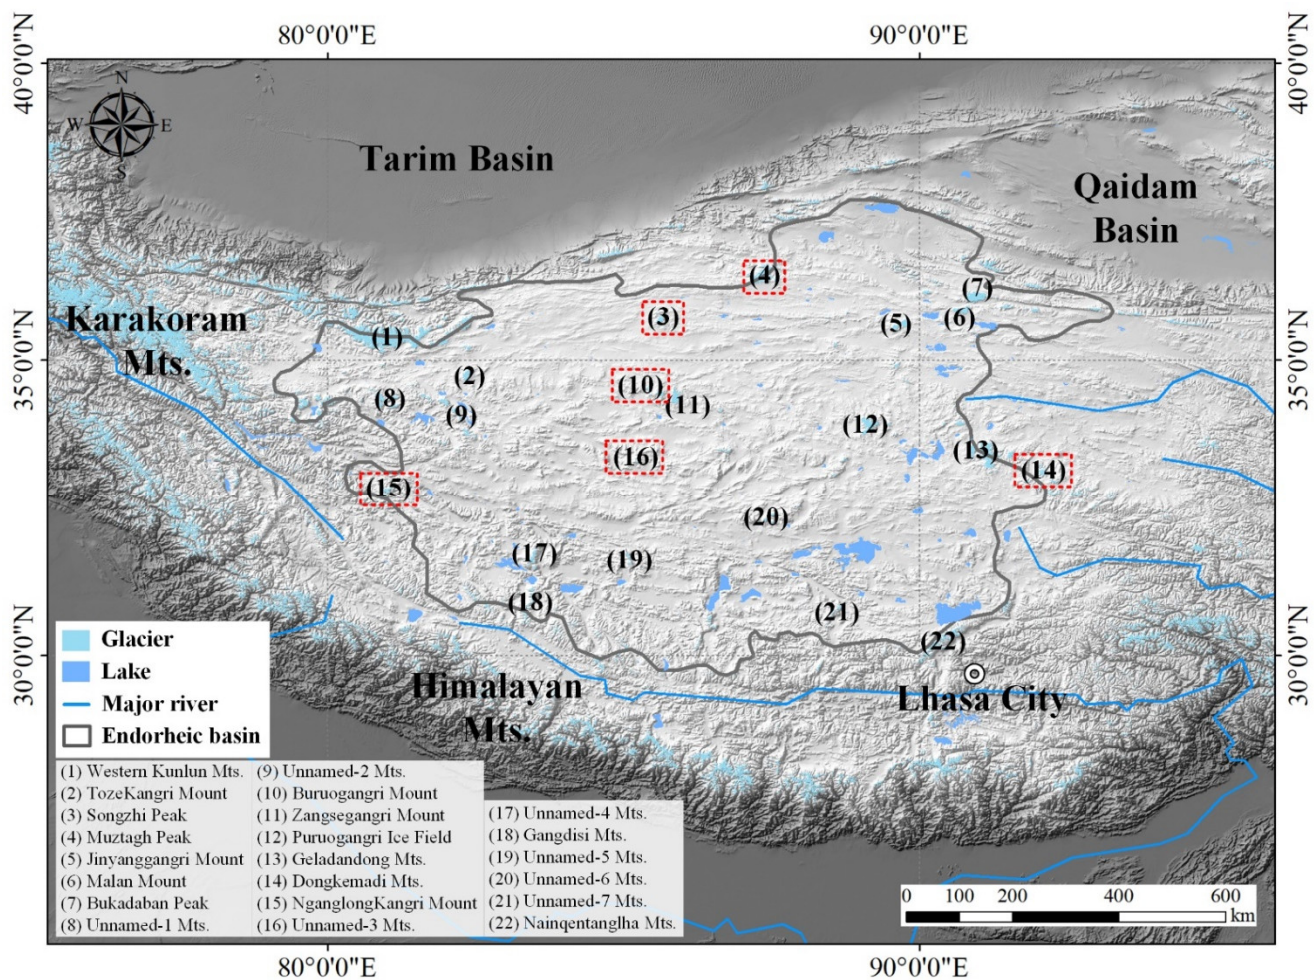 80°0'0"E
90°0'0"E
40°0'0"N
40°0'0"N
N
W
E
S
Tarim Basin
Qaidam
Basin
(4)
(7)
(3)
(6)
(5)
Karakoram
Mts.
(1)
35°0'0"N
35°0'0"N
(2)
(10)
(8)
(11)
(9)
(12)
(13)
(16)
(14)
(15)
(20)
(17)
(19)
(18)
(21)
(22)
30°0'0"N
30°0'0"N
Himalayan
Mts.
Lhasa City
Glacier
Lake
Major river
Endorheic basin
(1) Western Kunlun Mts.
(2) TozeKangri Mount
(3) Songzhi Peak
(4) Muztagh Peak
(5) Jinyanggangri Mount
(6) Malan Mount
(7) Bukadaban Peak
(8) Unnamed-1 Mts.
(9) Unnamed-2 Mts.
(10) Buruogangri Mount
(11) Zangsegangri Mount
(12) Puruogangri Ice Field
(13) Geladandong Mts.
(14) Dongkemadi Mts.
(15) NganglongKangri Mount
(16) Unnamed-3 Mts.
(17) Unnamed-4 Mts.
(18) Gangdisi Mts.
(19) Unnamed-5 Mts.
(20) Unnamed-6 Mts.
(21) Unnamed-7 Mts.
(22) Nainqentanglha Mts.
0 100 200 400 600
km
80°0'0"E
90°0'0"E